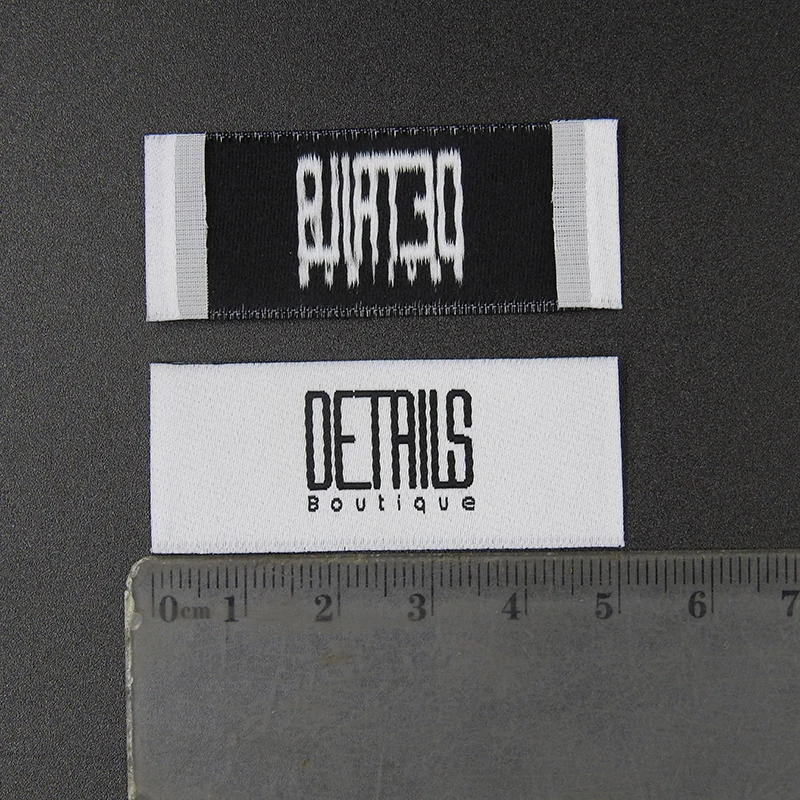 DETAILS
Boutique
0cm 1 2 3 4 5 6 7